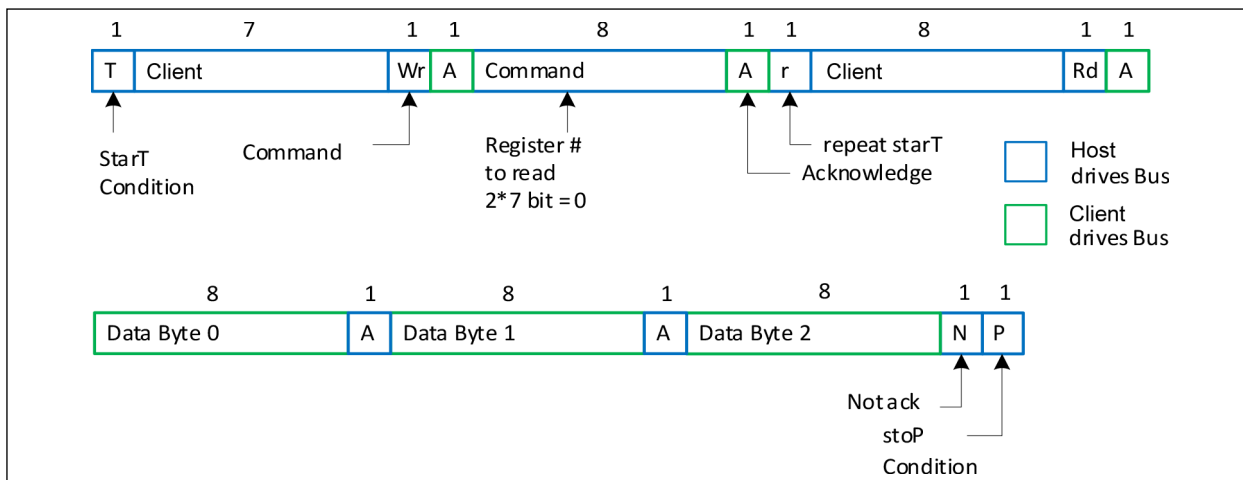 1 7 1 1 8 1 1 8 1 1
T Client Wr A Command A r Client Rd A
StarT
Condition
Command
Register #
to read
2*7 bit = 0
repeat starT
Acknowledge
Host
drives Bus
Client
drives Bus
8 1 8 1 8 1 1
Data Byte 0 A Data Byte 1 A Data Byte 2 N P
Not ack
stoP
Condition